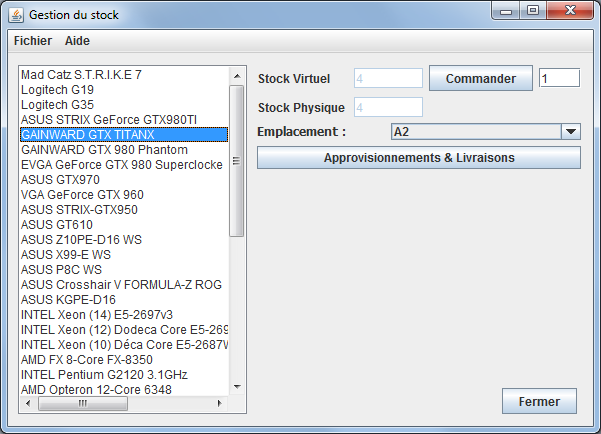 Gestion du stock
Fichier Aide
Mad Catz S.T.R.I.K.E 7
Logitech G19
Logitech G35
ASUS STRIX GeForce GTX980TI
GAINWARD GTX TITANX
GAINWARD GTX 980 Phantom
EVGA GeForce GTX 980 Superclocke
ASUS GTX970
VGA GeForce GTX 960
ASUS STRIX-GTX950
ASUS GT610
ASUS Z10PE-D16 WS
ASUS X99-E WS
ASUS P8C WS
ASUS Crosshair V FORMULA-Z ROG
ASUS KGPE-D16
INTEL Xeon (14) E5-2697v3
INTEL Xeon (12) Dodeca Core E5-269
INTEL Xeon (10) Déca Core E5-2687W
AMD FX 8-Core FX-8350
INTEL Pentium G2120 3.1GHz
AMD Opteron 12-Core 6348
Stock Virtuel 4 Commander 1
Stock Physique 4
Emplacement : A2
Approvisionnements & Livraisons
Fermer